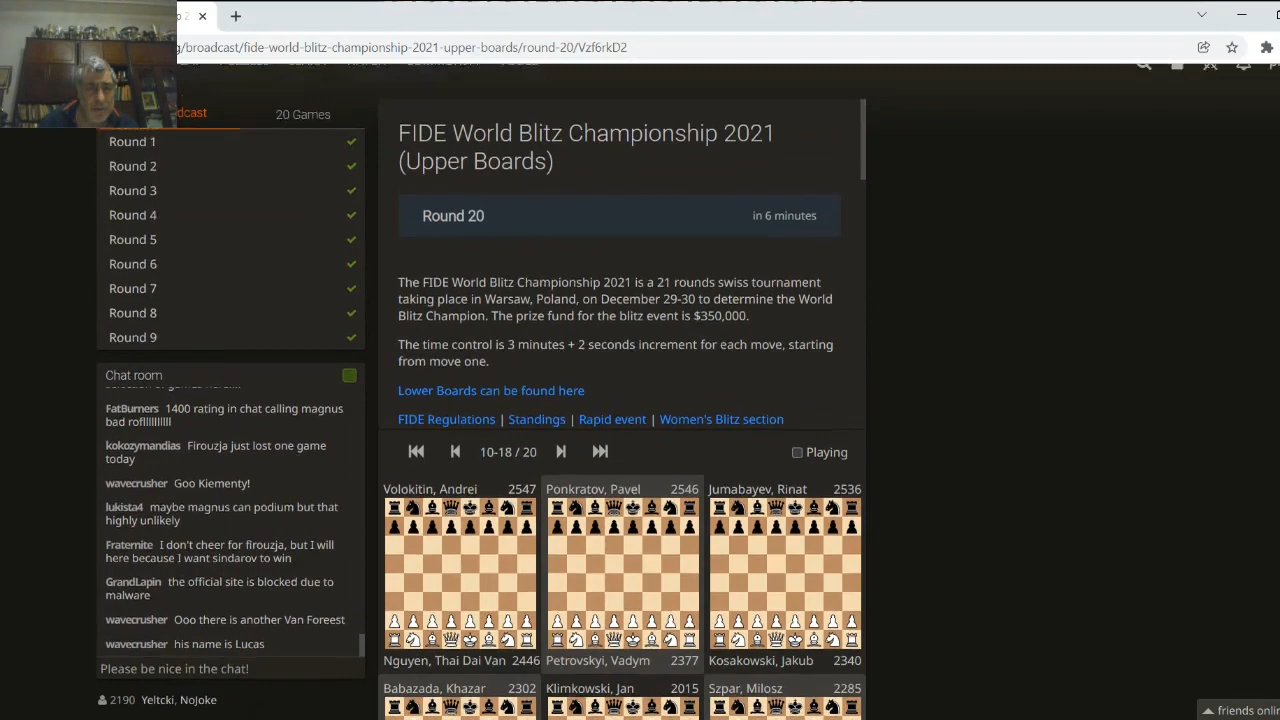 g/broadcast/fide-world-blitz-championship-2021-upper-boards/round-20/Vzf6rkD2
dcast
20 Games
Round 1
Round 2
Round 3
Round 4
Round 5
Round 6
Round 7
Round 8
Round 9
Chat room
FatBurners 1400 rating in chat calling magnus
bad rofllllllllll
kokozymandias Firouzja just lost one game
today
wavecrusher Goo Kiementy!
lukista4 maybe magnus can podium but that
highly unlikely
Fraternite I don't cheer for firouzja, but I will
here because I want sindarov to win
GrandLapin the official site is blocked due to
malware
wavecrusher Ooo there is another Van Foreest
wavecrusher his name is Lucas
Please be nice in the chat!
2190 Yeltcki, NoJoke
FIDE World Blitz Championship 2021
(Upper Boards)
Round 20
in 6 minutes
The FIDE World Blitz Championship 2021 is a 21 rounds swiss tournament
taking place in Warsaw, Poland, on December 29-30 to determine the World
Blitz Champion. The prize fund for the blitz event is $350,000.
The time control is 3 minutes + 2 seconds increment for each move, starting
from move one.
Lower Boards can be found here
FIDE Regulations | Standings | Rapid event | Women's Blitz section
10-18 / 20
Playing
Volokitin, Andrei 2547
Ponkratov, Pavel 2546
Jumabayev, Rinat 2536
Nguyen, Thai Dai Van 2446
Petrovskyi, Vadym 2377
Kosakowski, Jakub 2340
Babazada, Khazar 2302
Klimkowski, Jan 2015
Szpar, Milosz 2285
friends onlin